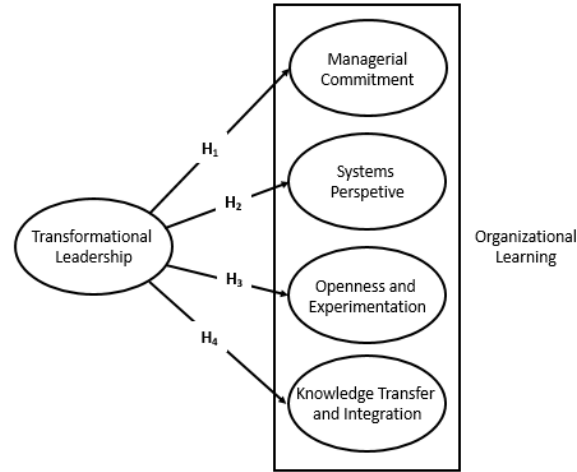 Managerial
Commitment
H1
Systems
Perspetive
H2
Transformational
Leadership
Organizational
Learning
H3
Openness and
Experimentation
H4
Knowledge Transfer
and Integration